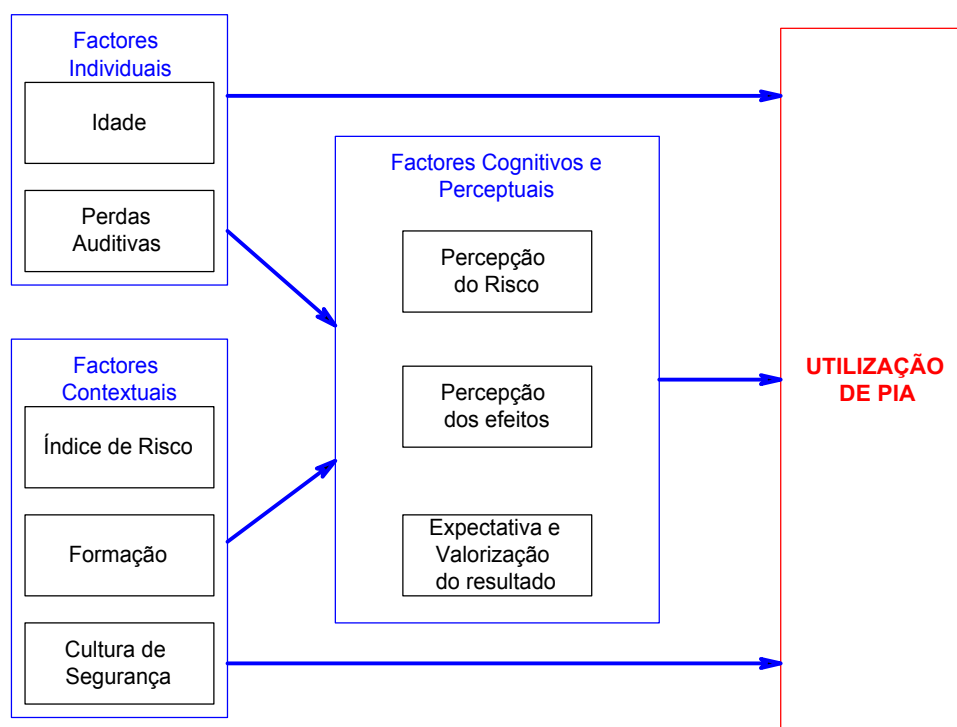 Factores
Individuais
Idade
Perdas
Auditivas
Factores
Contextuais
Índice de Risco
Formação
Cultura de
Segurança
Factores Cognitivos e
Perceptuais
Percepção
do Risco
Percepção
dos efeitos
Expectativa e
Valorização
do resultado
UTILIZAÇÃO
DE PIA